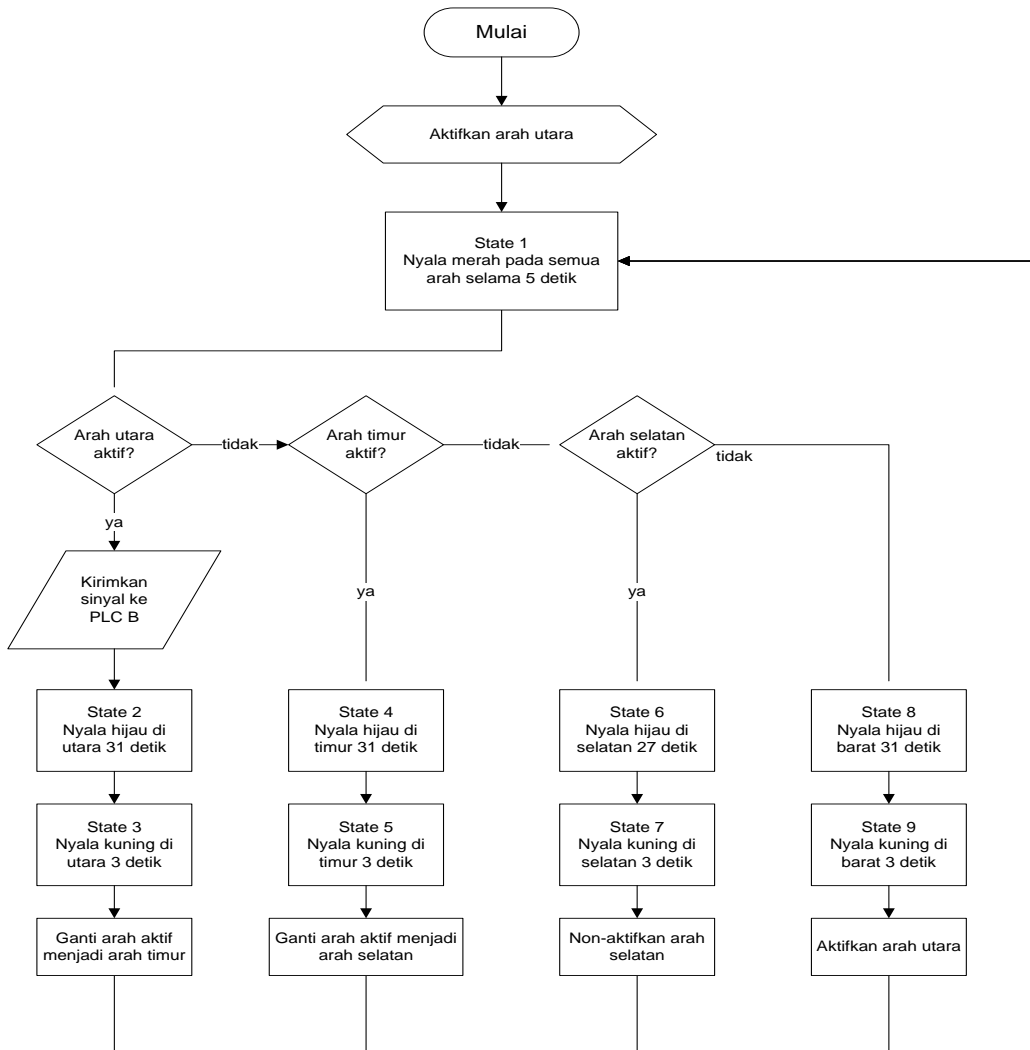 Mulai
Aktifkan arah utara
State 1
Nyala merah pada semua
arah selama 5 detik
Arah utara
aktif?
tidak
Arah timur
aktif?
tidak
Arah selatan
aktif?
tidak
ya
Kirimkan
sinyal ke
PLC B
ya
ya
State 2
Nyala hijau di
utara 31 detik
State 4
Nyala hijau di
timur 31 detik
State 6
Nyala hijau di
selatan 27 detik
State 8
Nyala hijau di
barat 31 detik
State 3
Nyala kuning di
utara 3 detik
State 5
Nyala kuning di
timur 3 detik
State 7
Nyala kuning di
selatan 3 detik
State 9
Nyala kuning di
barat 3 detik
Ganti arah aktif
menjadi arah timur
Ganti arah aktif menjadi
arah selatan
Non-aktifkan arah
selatan
Aktifkan arah utara